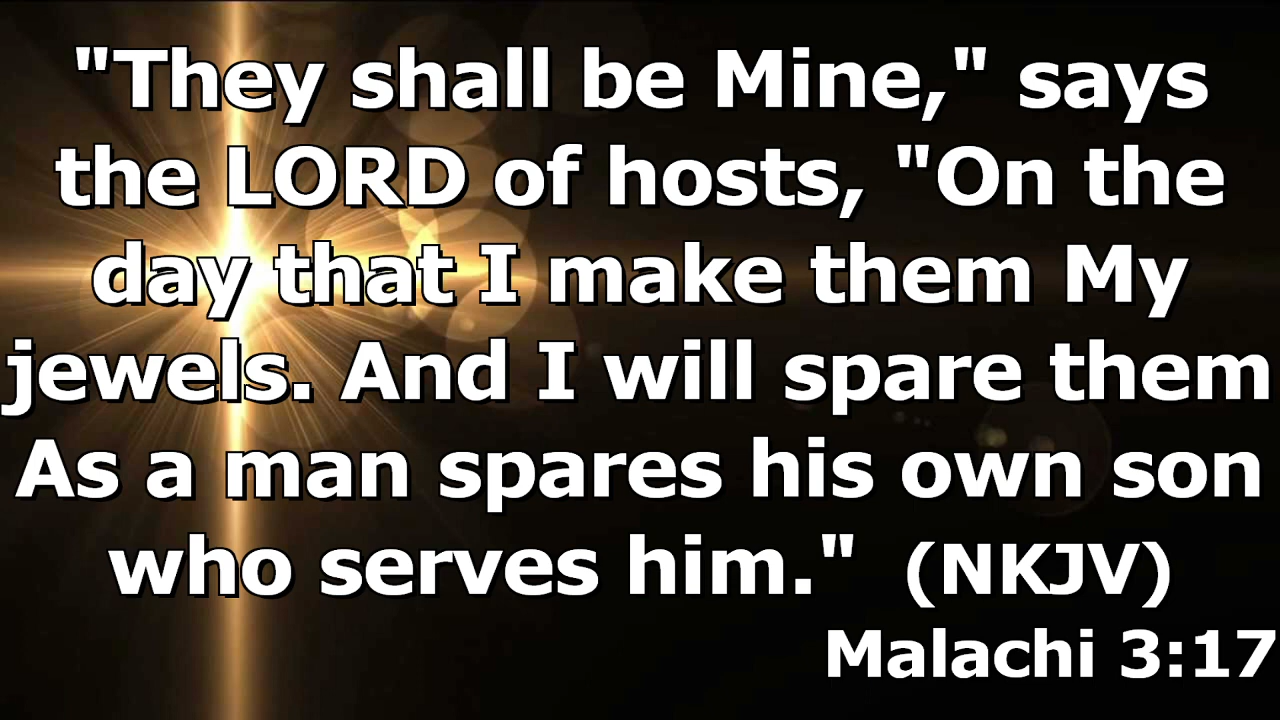 "They shall be Mine," says
the LORD of hosts, "On the
day that I make them My
jewels. And I will spare them
As a man spares his own son
who serves him." (NKJV)
Malachi 3:17